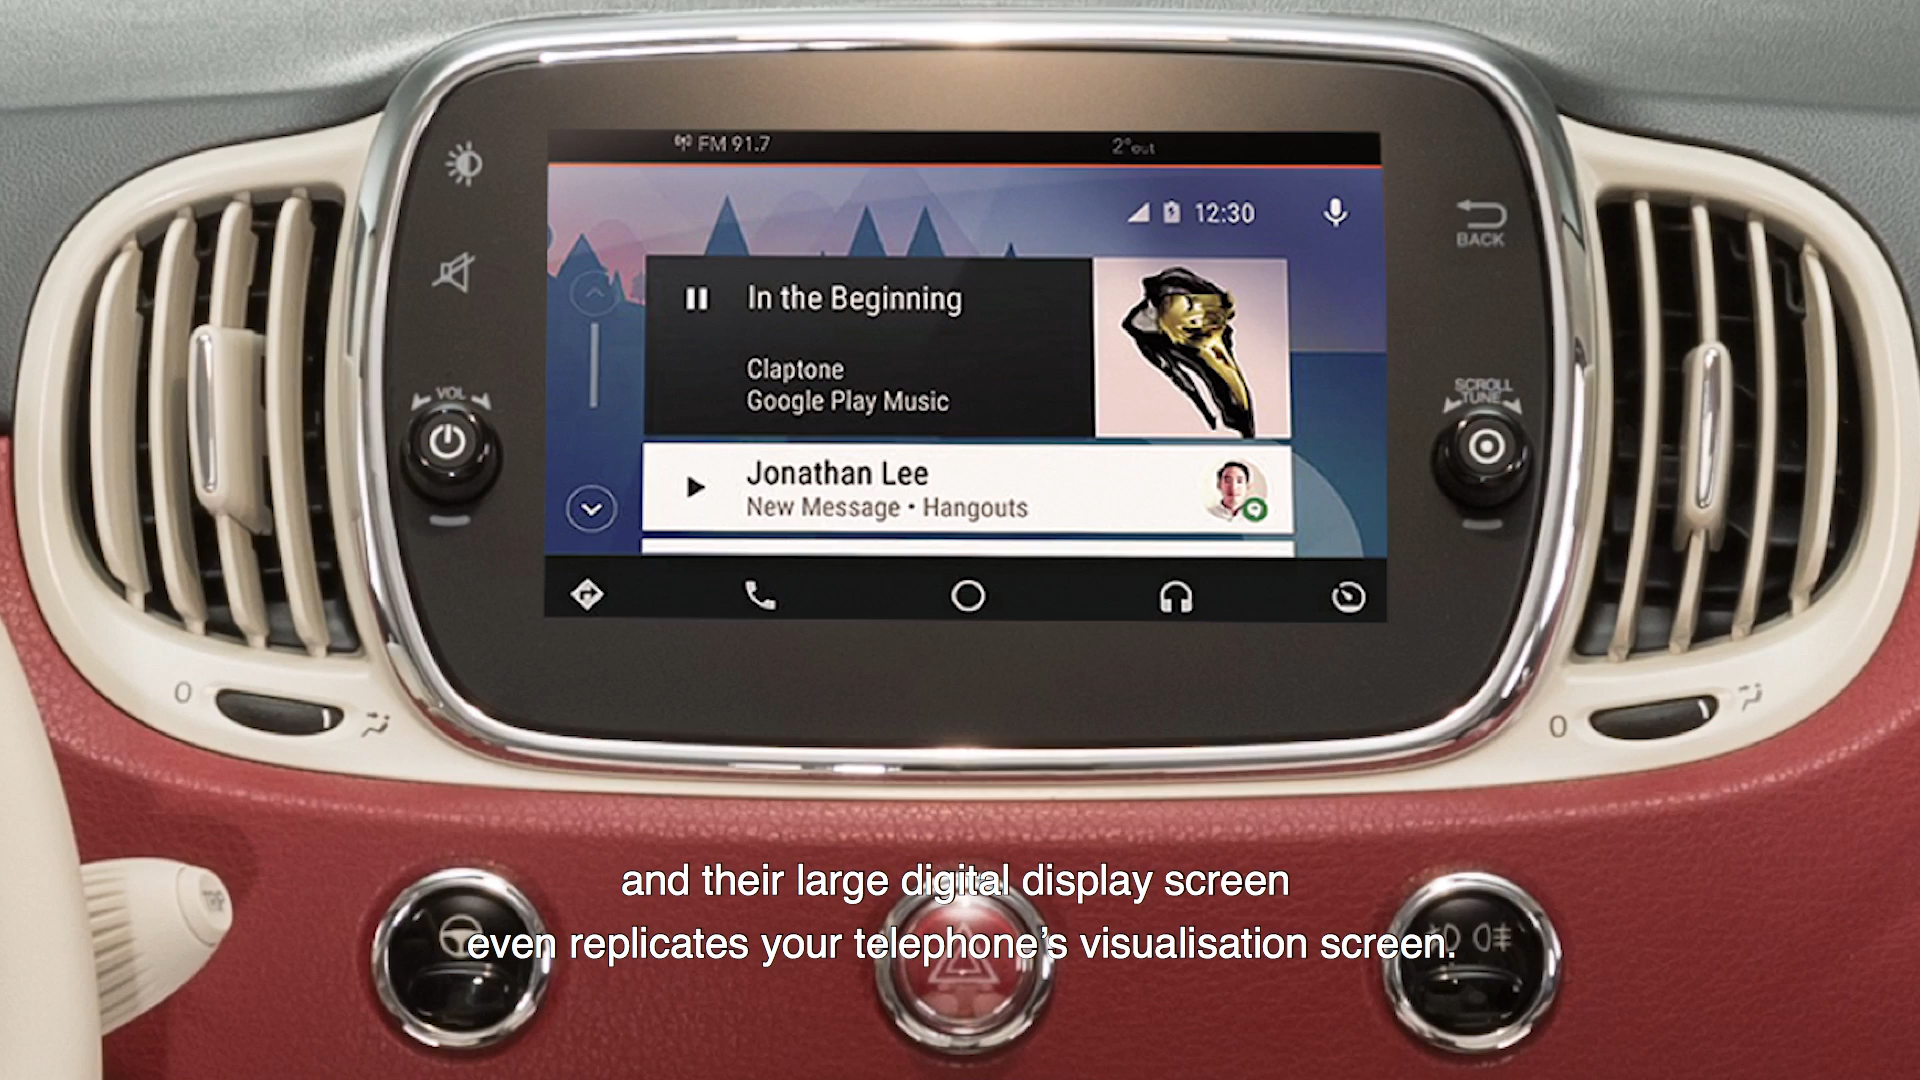 FM 91.7
2°out
12:30
BACK
In the Beginning
Claptone
Google Play Music
VOL
SCROLL
TUNE
Jonathan Lee
New Message • Hangouts
0
0
and their large digital display screen
even replicates your telephone's visualisation screen.